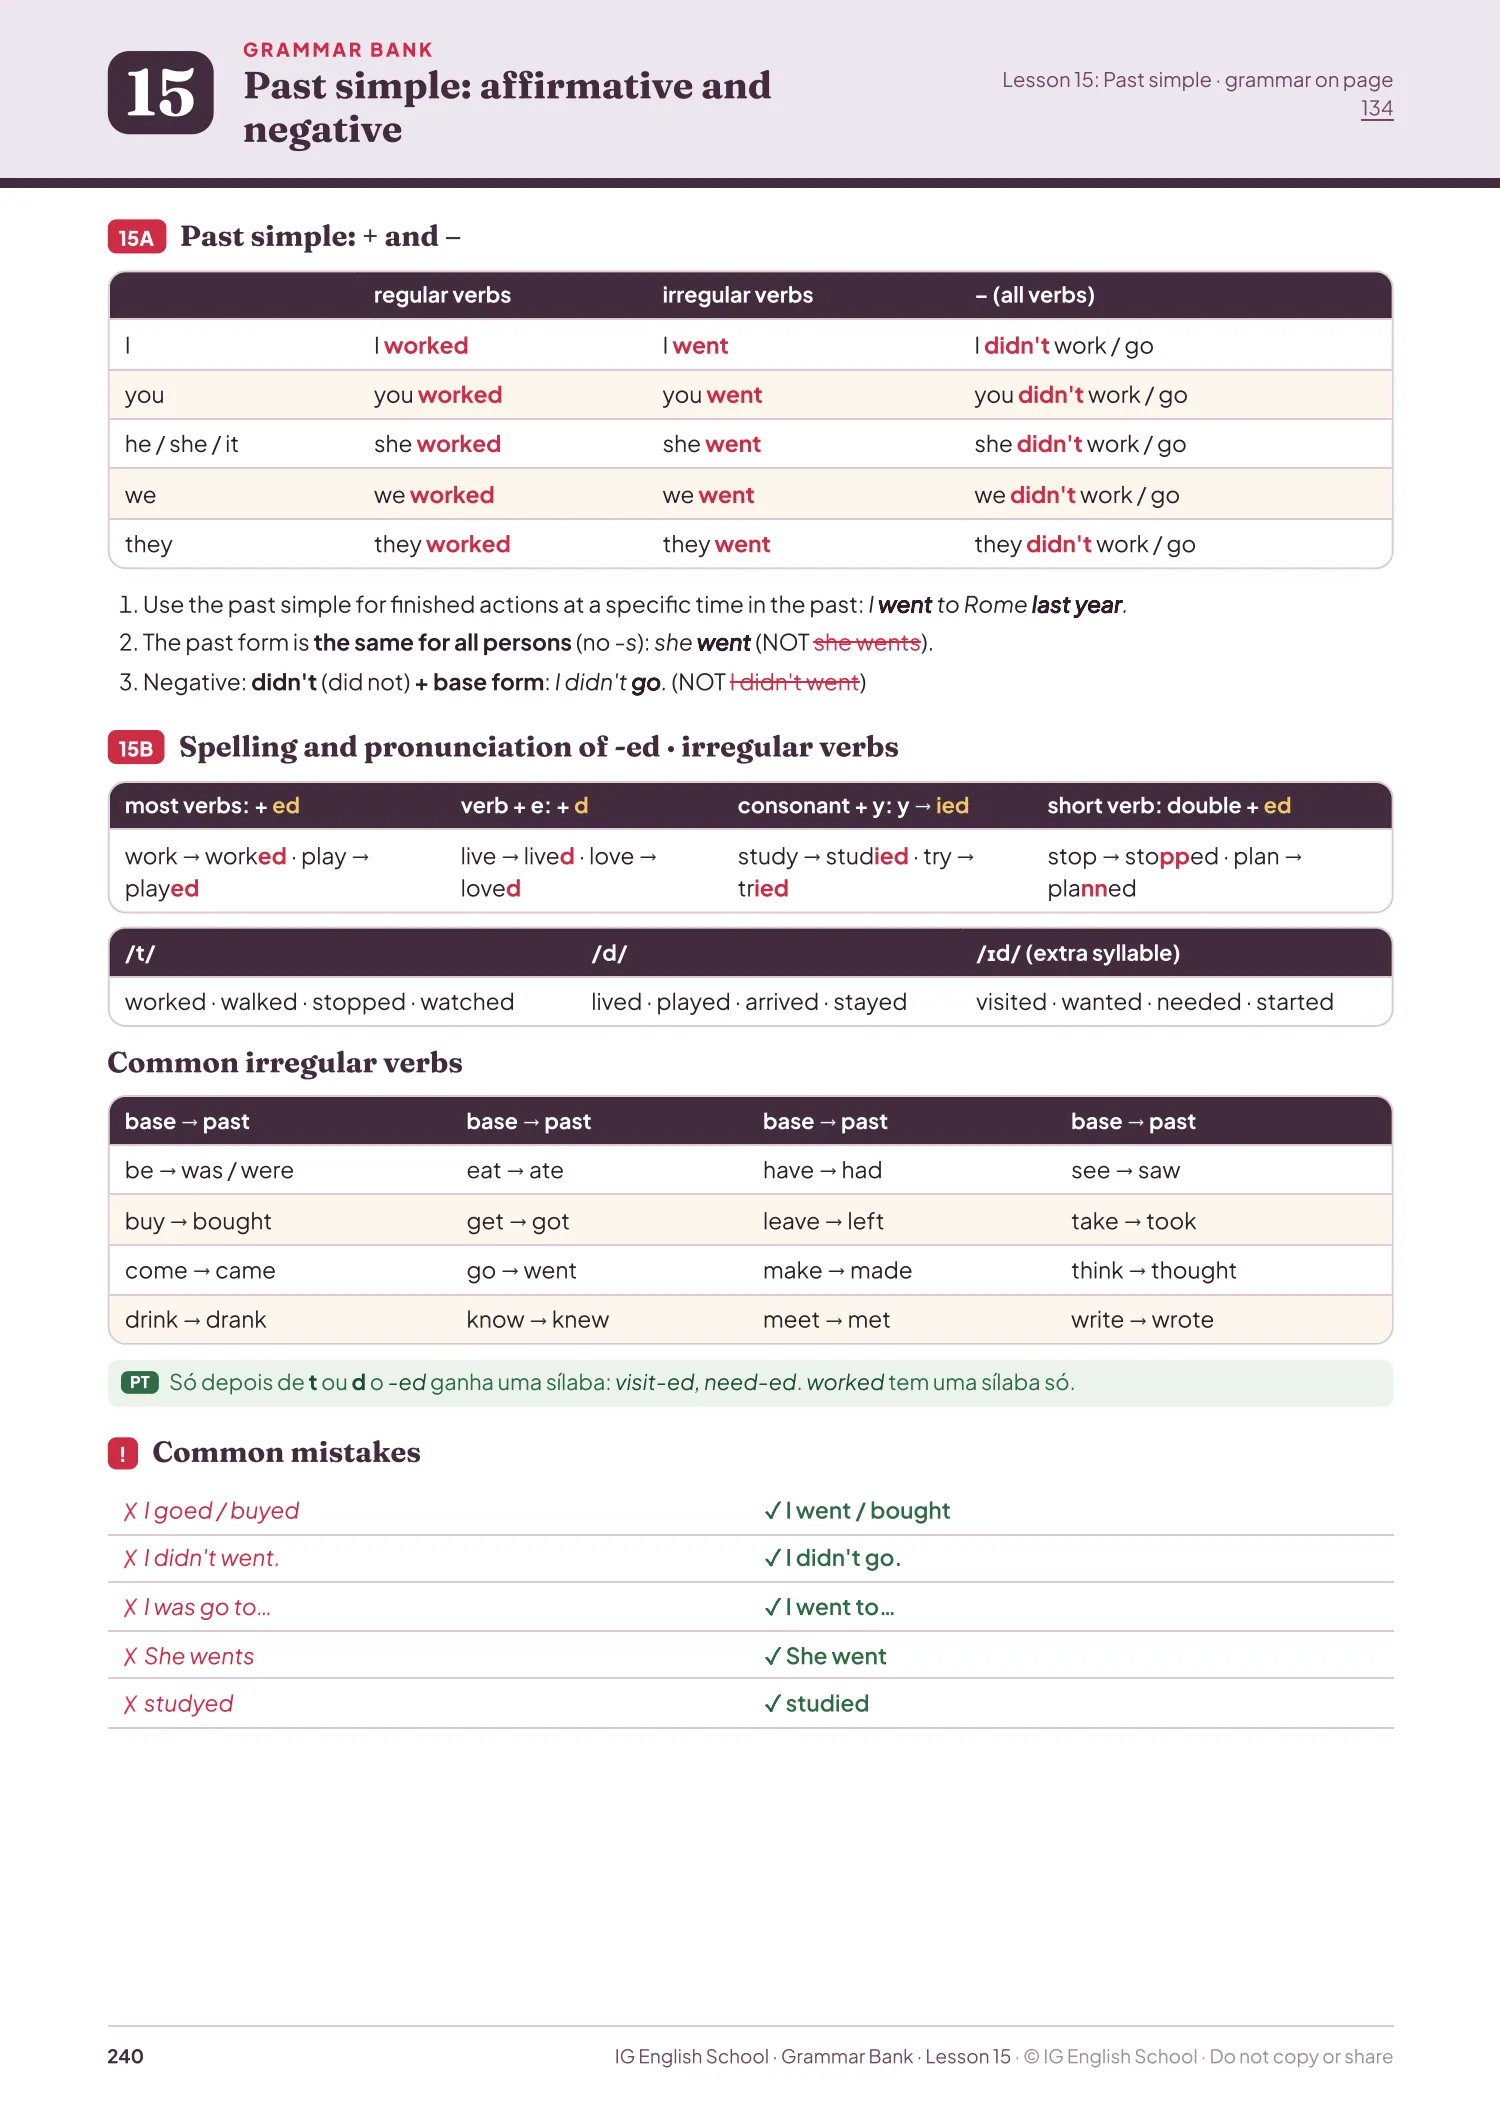 15
GRAMMAR BANK
Past simple: affirmative and
negative
Lesson 15: Past simple · grammar on page
134
15A Past simple: + and –
regular verbs irregular verbs – (all verbs)
I I worked I went I didn't work / go
you you worked you went you didn't work / go
he / she / it she worked she went she didn't work / go
we we worked we went we didn't work / go
they they worked they went they didn't work / go
1. Use the past simple for finished actions at a specific time in the past: I went to Rome last year.
2. The past form is the same for all persons (no -s): she went (NOT she wents).
3. Negative: didn't (did not) + base form: I didn't go. (NOT I didn't went)
15B Spelling and pronunciation of -ed · irregular verbs
most verbs: + ed verb + e: + d consonant + y: y → ied short verb: double + ed
work → worked · play → live → lived · love → study → studied · try → stop → stopped · plan →
played loved tried planned
/t/ /d/ /ɪd/ (extra syllable)
worked · walked · stopped · watched lived · played · arrived · stayed visited · wanted · needed · started
Common irregular verbs
base → past base → past base → past base → past
be → was / were eat → ate have → had see → saw
buy → bought get → got leave → left take → took
come → came go → went make → made think → thought
drink → drank know → knew meet → met write → wrote
PT Só depois de t ou d o -ed ganha uma sílaba: visit-ed, need-ed. worked tem uma sílaba só.
! Common mistakes
✗ I goed / buyed ✓ I went / bought
✗ I didn't went. ✓ I didn't go.
✗ I was go to… ✓ I went to…
✗ She wents ✓ She went
✗ studyed ✓ studied
240 IG English School · Grammar Bank · Lesson 15 · © IG English School · Do not copy or share